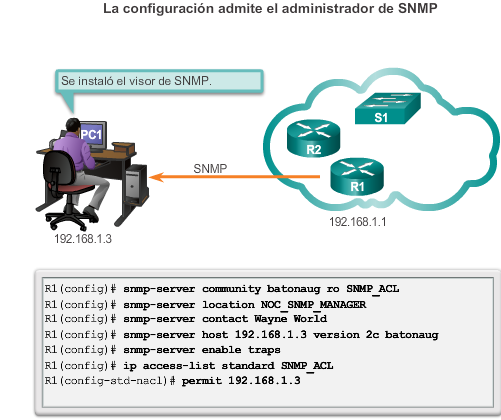 La configuración admite el administrador de SNMP
Se instaló el visor de SNMP.
PC1
S1
R2
SNMP
R1
192.168.1.1
192.168.1.3
R1(config)# snmp-server community batonaug ro SNMP_ACL
R1(config)# snmp-server location NOC_SNMP_MANAGER
R1(config)# snmp-server contact Wayne World
R1(config)# snmp-server host 192.168.1.3 version 2c batonaug
R1(config)# snmp-server enable traps
R1(config)# ip access-list standard SNMP_ACL
R1(config-std-nacl)# permit 192.168.1.3